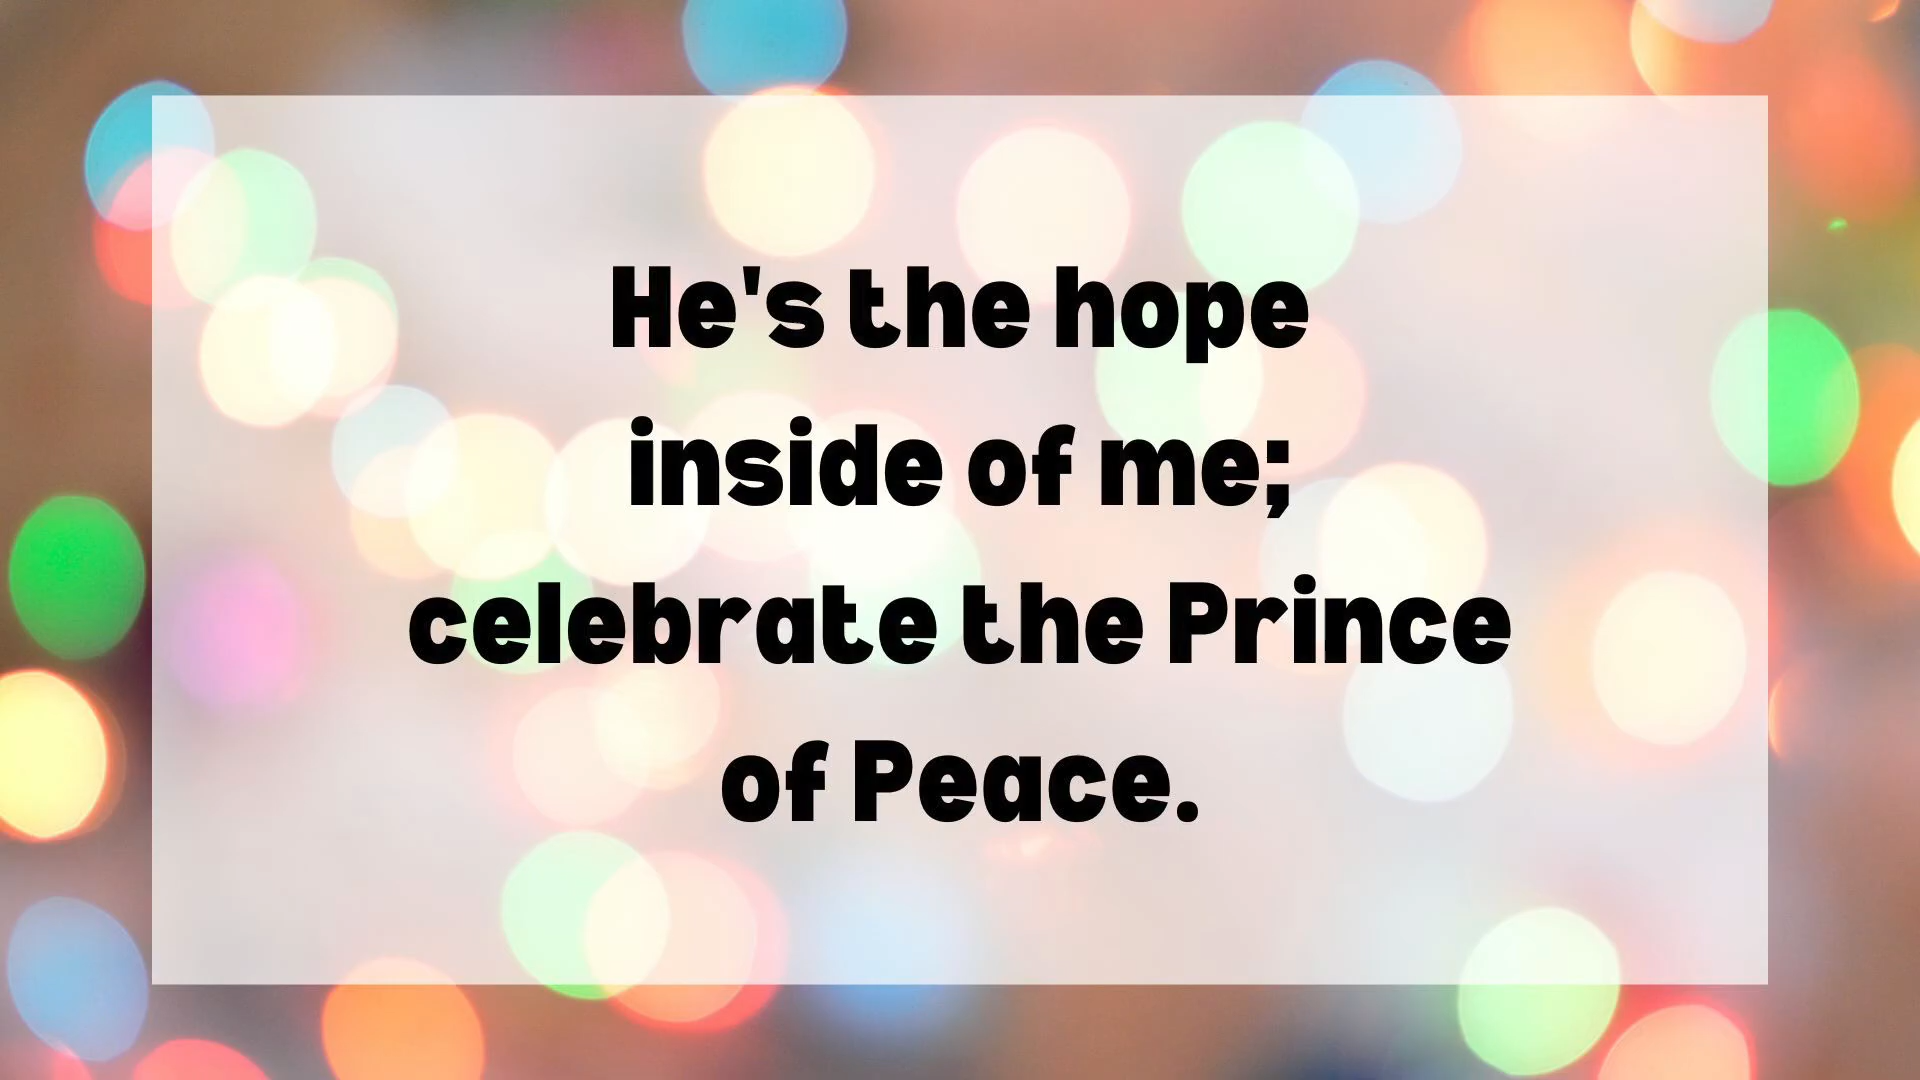 He's the hope
inside of me;
celebrate the Prince
of Peace.